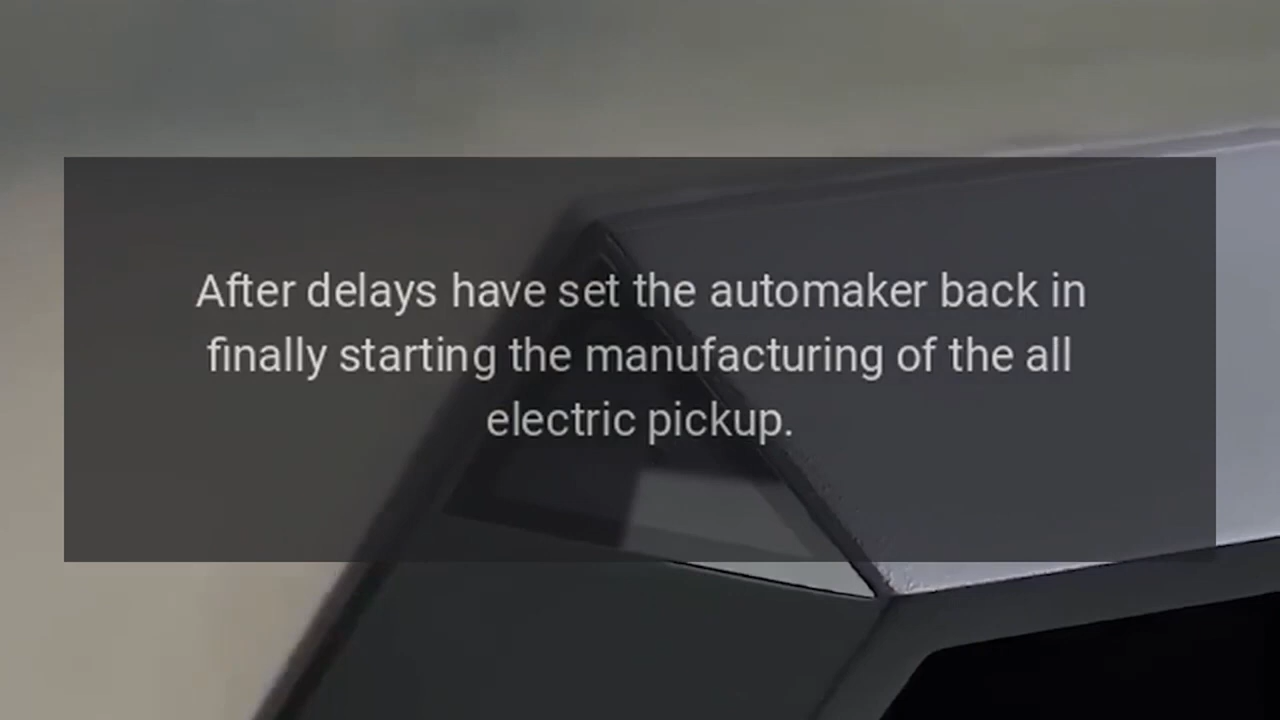 After delays have set the automaker back in
finally starting the manufacturing of the all
electric pickup.